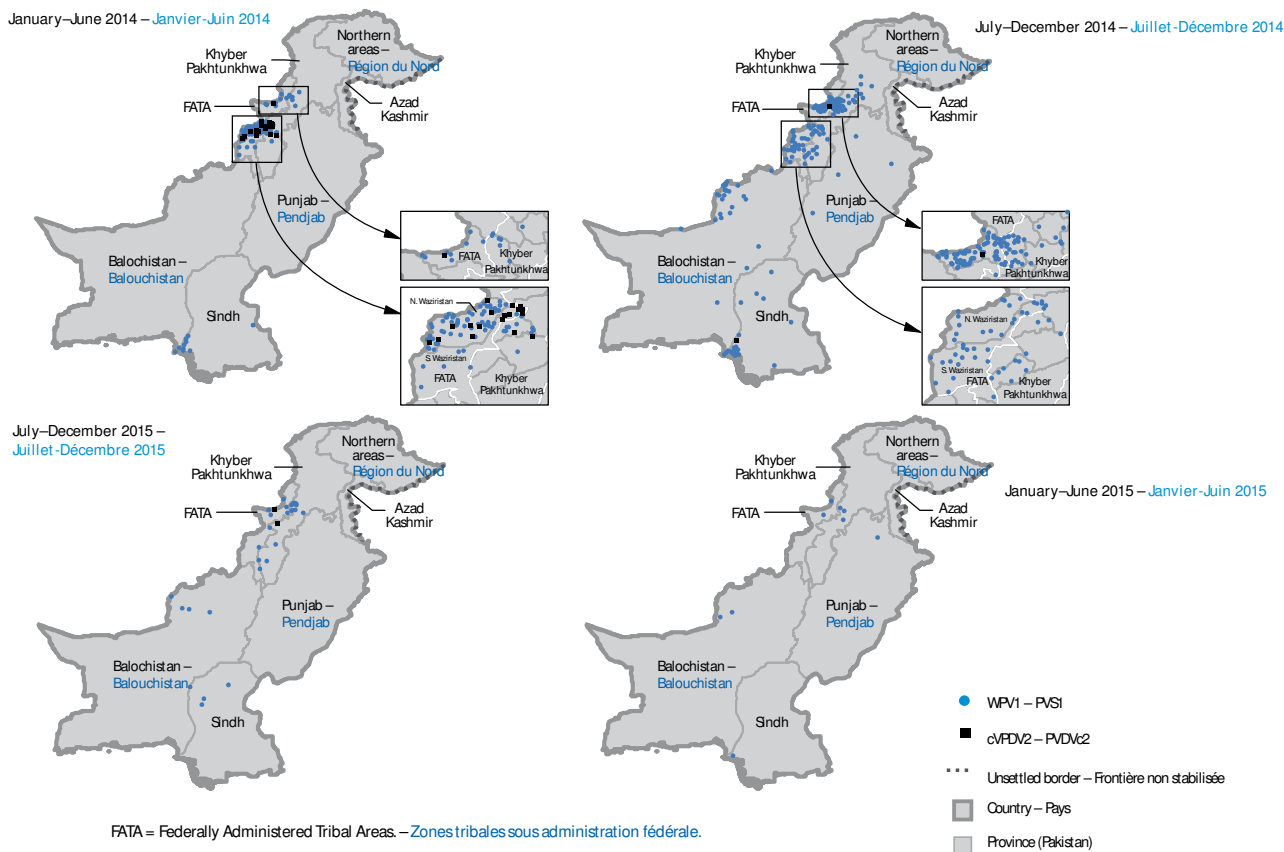 January–June 2014 – Janvier-Juin 2014
Northern
areas–
Région du Nord
Khyber
Pakhtunkhwa
FATA
Azad
Kashmir
Punjab –
Pendjab
Balochistan –
Balouchistan
Sindh
FATA
Khyber
Pakhtunkhwa
N. Waziristan
S. Waziristan
FATA
Khyber
Pakhtunkhwa
July–December 2014 – Juillet-Décembre 2014
Northern
areas–
Région du Nord
Khyber
Pakhtunkhwa
FATA
Azad
Kashmir
Punjab –
Pendjab
Balochistan –
Balouchistan
Sindh
FATA
Khyber
Pakhtunkhwa
N. Waziristan
S. Waziristan
FATA
Khyber
Pakhtunkhwa
July–December 2015 –
Juillet-Décembre 2015
Northern
areas–
Région du Nord
Khyber
Pakhtunkhwa
FATA
Azad
Kashmir
Punjab –
Pendjab
Balochistan –
Balouchistan
Sindh
January–June 2015 – Janvier-Juin 2015
Northern
areas–
Région du Nord
Khyber
Pakhtunkhwa
FATA
Azad
Kashmir
Punjab –
Pendjab
Balochistan –
Balouchistan
Sindh
WPV1 – PVS1
cVPDV2 – PVDVc2
Unsettled border – Frontière non stabilisée
Country – Pays
Province (Pakistan)
FATA = Federally Administered Tribal Areas. – Zones tribales sous administration fédérale.